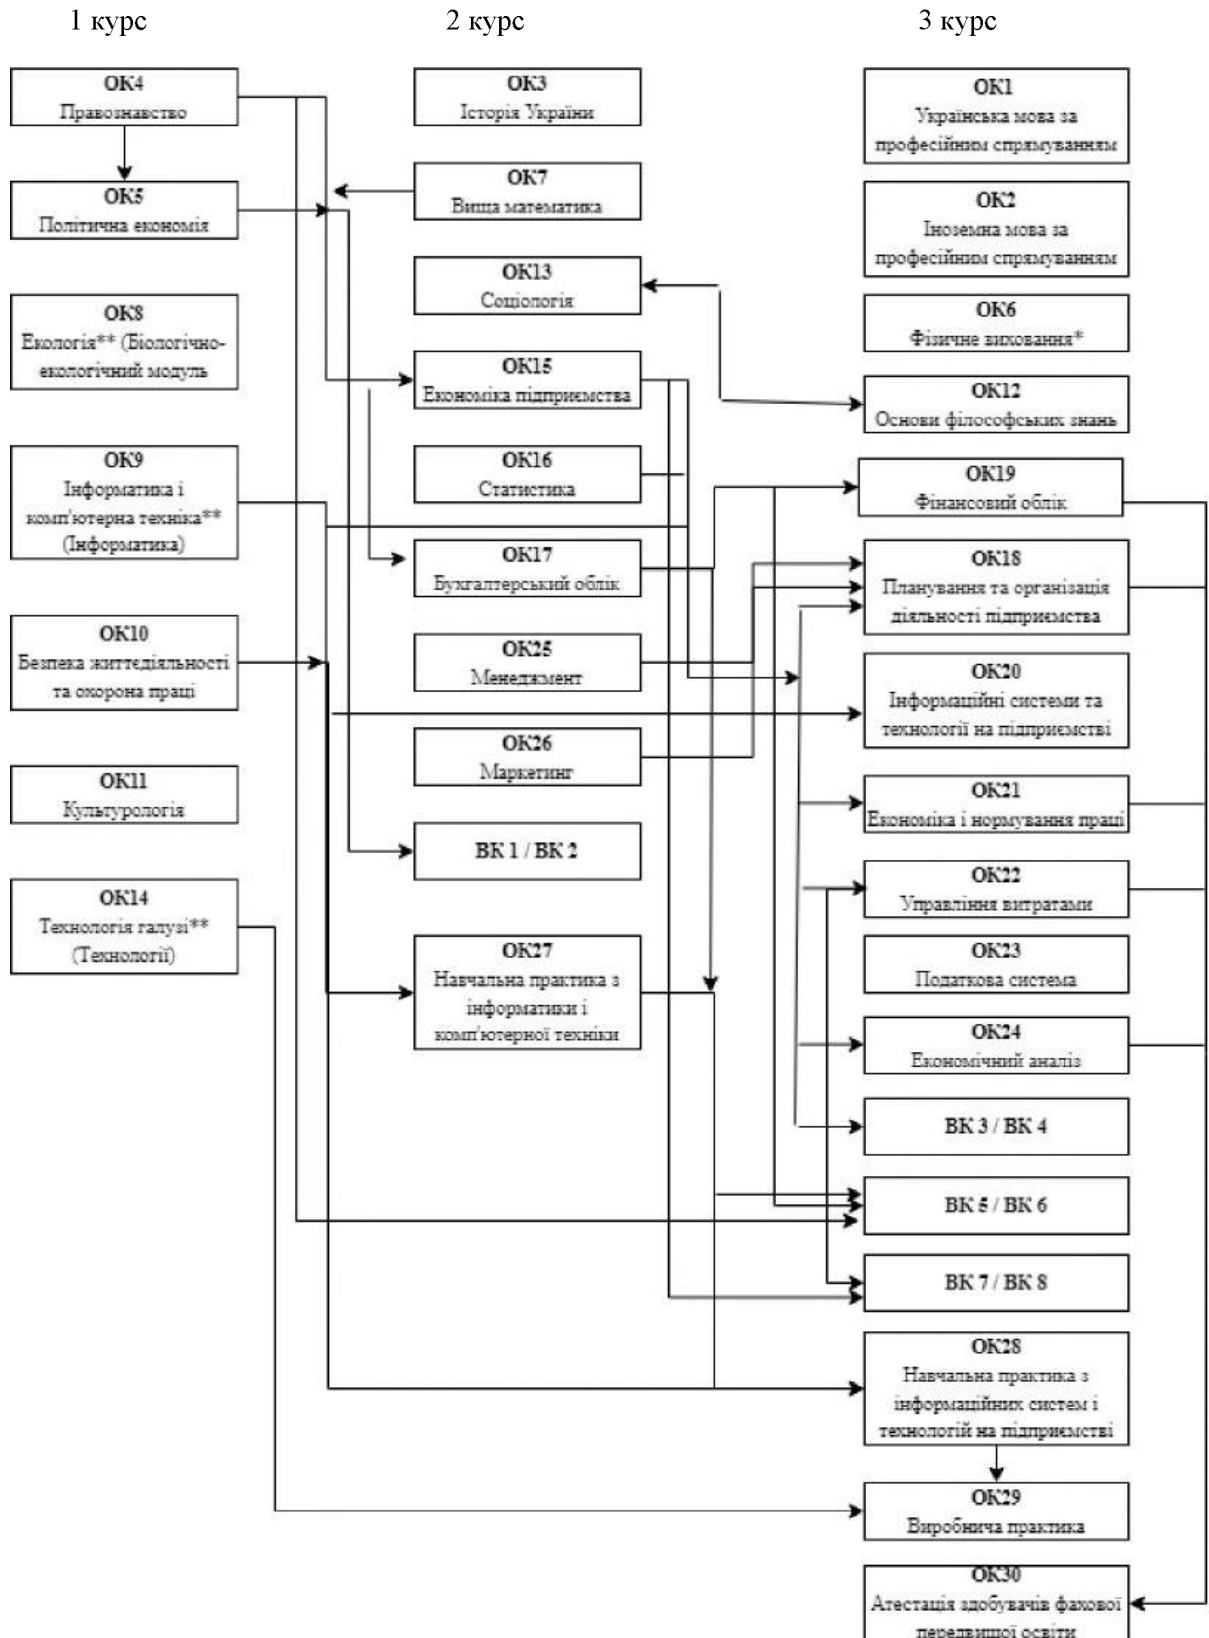 1 курс
2 курс
3 курс
ОК4
Правознавство
ОК5
Політична економія
ОК8
Екологія** (Біологічно-
екологічний модуль
ОК9
Інформатика і
комп'ютерна техніка**
(Інформатика)
ОК10
Безпека життєдіяльності
та охорона праці
ОК11
Культурологія
ОК14
Технологія галузі**
(Технології)
ОК3
Історія України
ОК7
Вища математика
ОК13
Соціологія
ОК15
Економіка підприємства
ОК16
Статистика
ОК17
Бухгалтерський облік
ОК25
Менеджмент
ОК26
Маркетинг
ВК 1 / ВК 2
ОК27
Навчальна практика з
інформатики і
комп'ютерної техніки
ОК1
Українська мова за
професійним спрямуванням
ОК2
Іноземна мова за
професійним спрямуванням
ОК6
Фізичне виховання*
ОК12
Основи філософських знань
ОК19
Фінансовий облік
ОК18
Планування та організація
діяльності підприємства
ОК20
Інформаційні системи та
технології на підприємстві
ОК21
Економіка і нормування праці
ОК22
Управління витратами
ОК23
Податкова система
ОК24
Економічний аналіз
ВК 3 / ВК 4
ВК 5 / ВК 6
ВК 7 / ВК 8
ОК28
Навчальна практика з
інформаційних систем і
технологій на підприємстві
ОК29
Виробнича практика
ОК30
Атестація здобувачів фахової
передвищої освіти